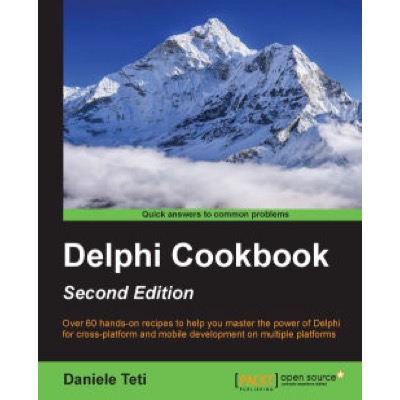 Quick answers to common problems
Delphi Cookbook
Second Edition
Over 60 hands-on recipes to help you master the power of Delphi
for cross-platform and mobile development on multiple platforms
Daniele Teti
[PACKT] open source*
PUBLISHING